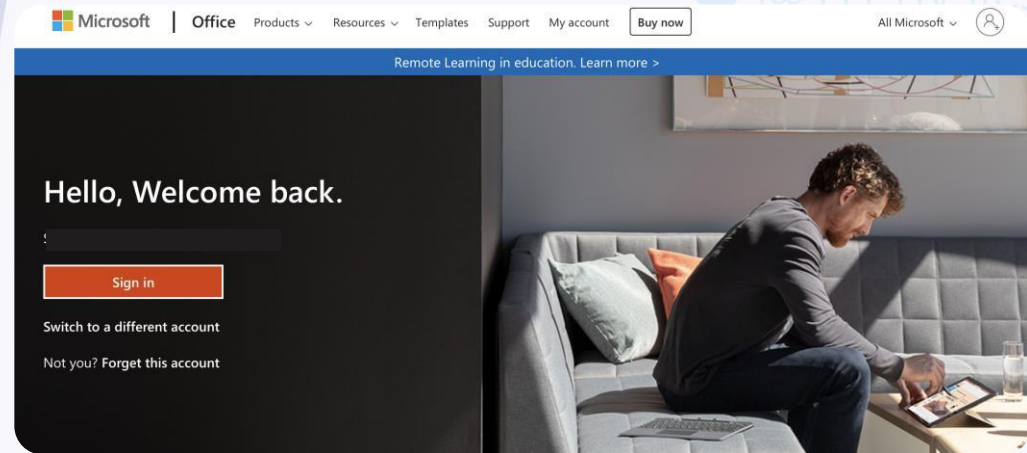 Microsoft | Office Products Resources Templates Support My account Buy now All Microsoft
Remote Learning in education. Learn more >
Hello, Welcome back.
Sign in
Switch to a different account
Not you? Forget this account